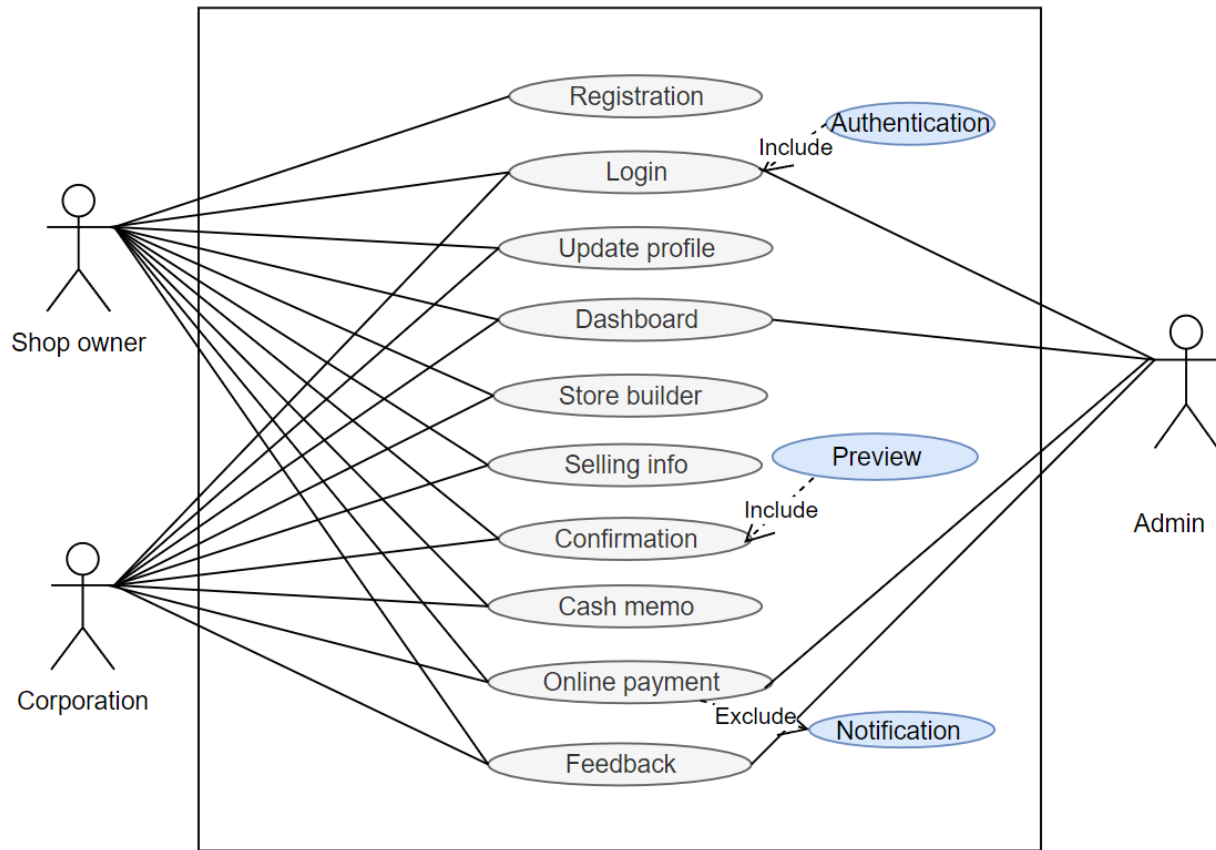 Registration
Authentication
Include
Login
Update profile
Shop owner
Dashboard
Store builder
Selling info
Preview
Include
Confirmation
Admin
Cash memo
Online payment
Corporation
Exclude
Notification
Feedback